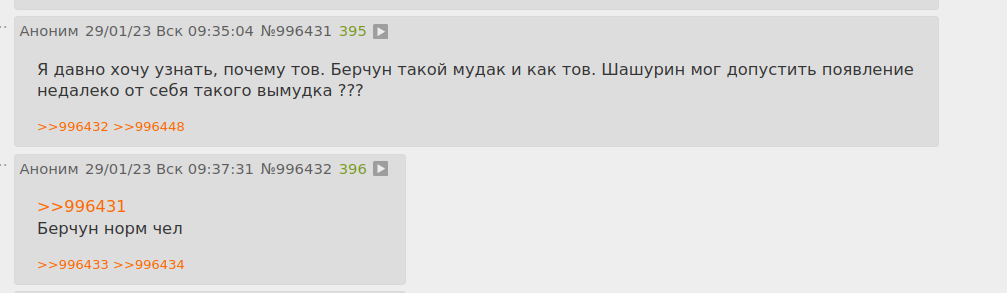 Аноним 29/01/23 Вск 09:35:04 №996431 395
Я давно хочу узнать, почему тов. Берчун такой мудак и как тов. Шашурин мог допустить появление
недалеко от себя такого вымудка ???
>>996432 >>996448
Аноним 29/01/23 Вск 09:37:31 №996432 396
>>996431
Берчун норм чел
>>996433 >>996434